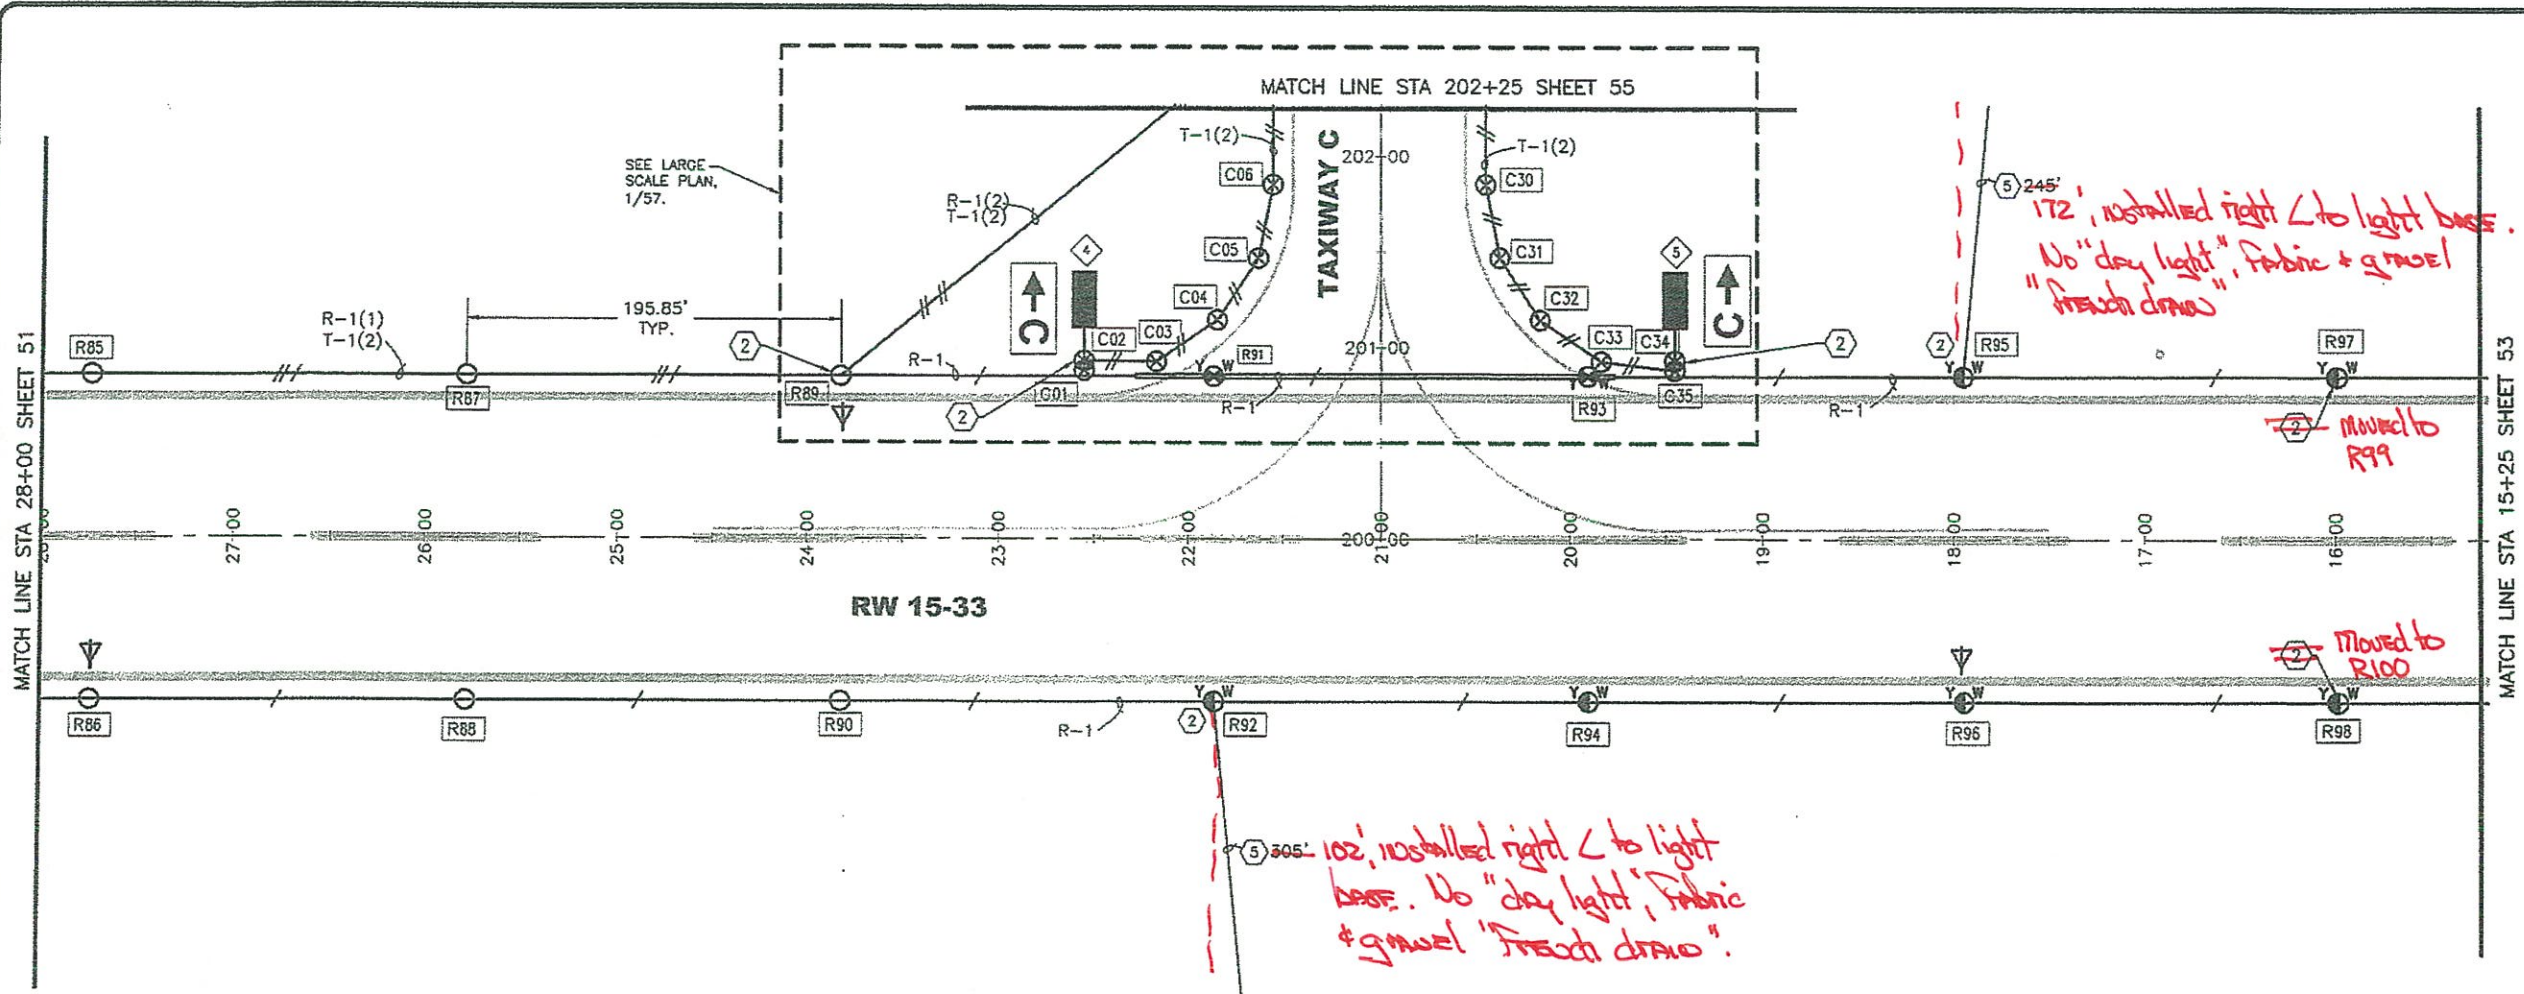 MATCH LINE STA 202+25 SHEET 55
SEE LARGE
SCALE PLAN,
1/57.
T-1(2)
TAXIWAY C
202+00
T-1(2)
C06
C30
R-1(2)
T-1(2)
5
245'
172', installed right ∠ to light base.
No "day light", Fabric & gravel
"French drain"
4
C05
C31
5
C
C
195.85'
TYP.
R-1(1)
T-1(2)
C04
C32
R85
2
C02
C03
R91
201+00
C33
C34
2
2
R95
R97
R-1
Y W
Y W
Y W
R87
R89
C01
2
R-1
Y W
R93
C35
R-1
2
moved to
R99
MATCH LINE STA 28+00 SHEET 51
MATCH LINE STA 15+25 SHEET 53
27+00
26+00
25+00
24+00
23+00
22+00
21+00
200+00
20+00
19+00
18+00
17+00
16+00
RW 15-33
2
Moved to
R100
Y W
Y W
Y W
Y W
R86
R88
R90
R-1
2
R92
R94
R96
R98
5
305'
102', installed right ∠ to light
base. No "day light", Fabric
& gravel "French drain".